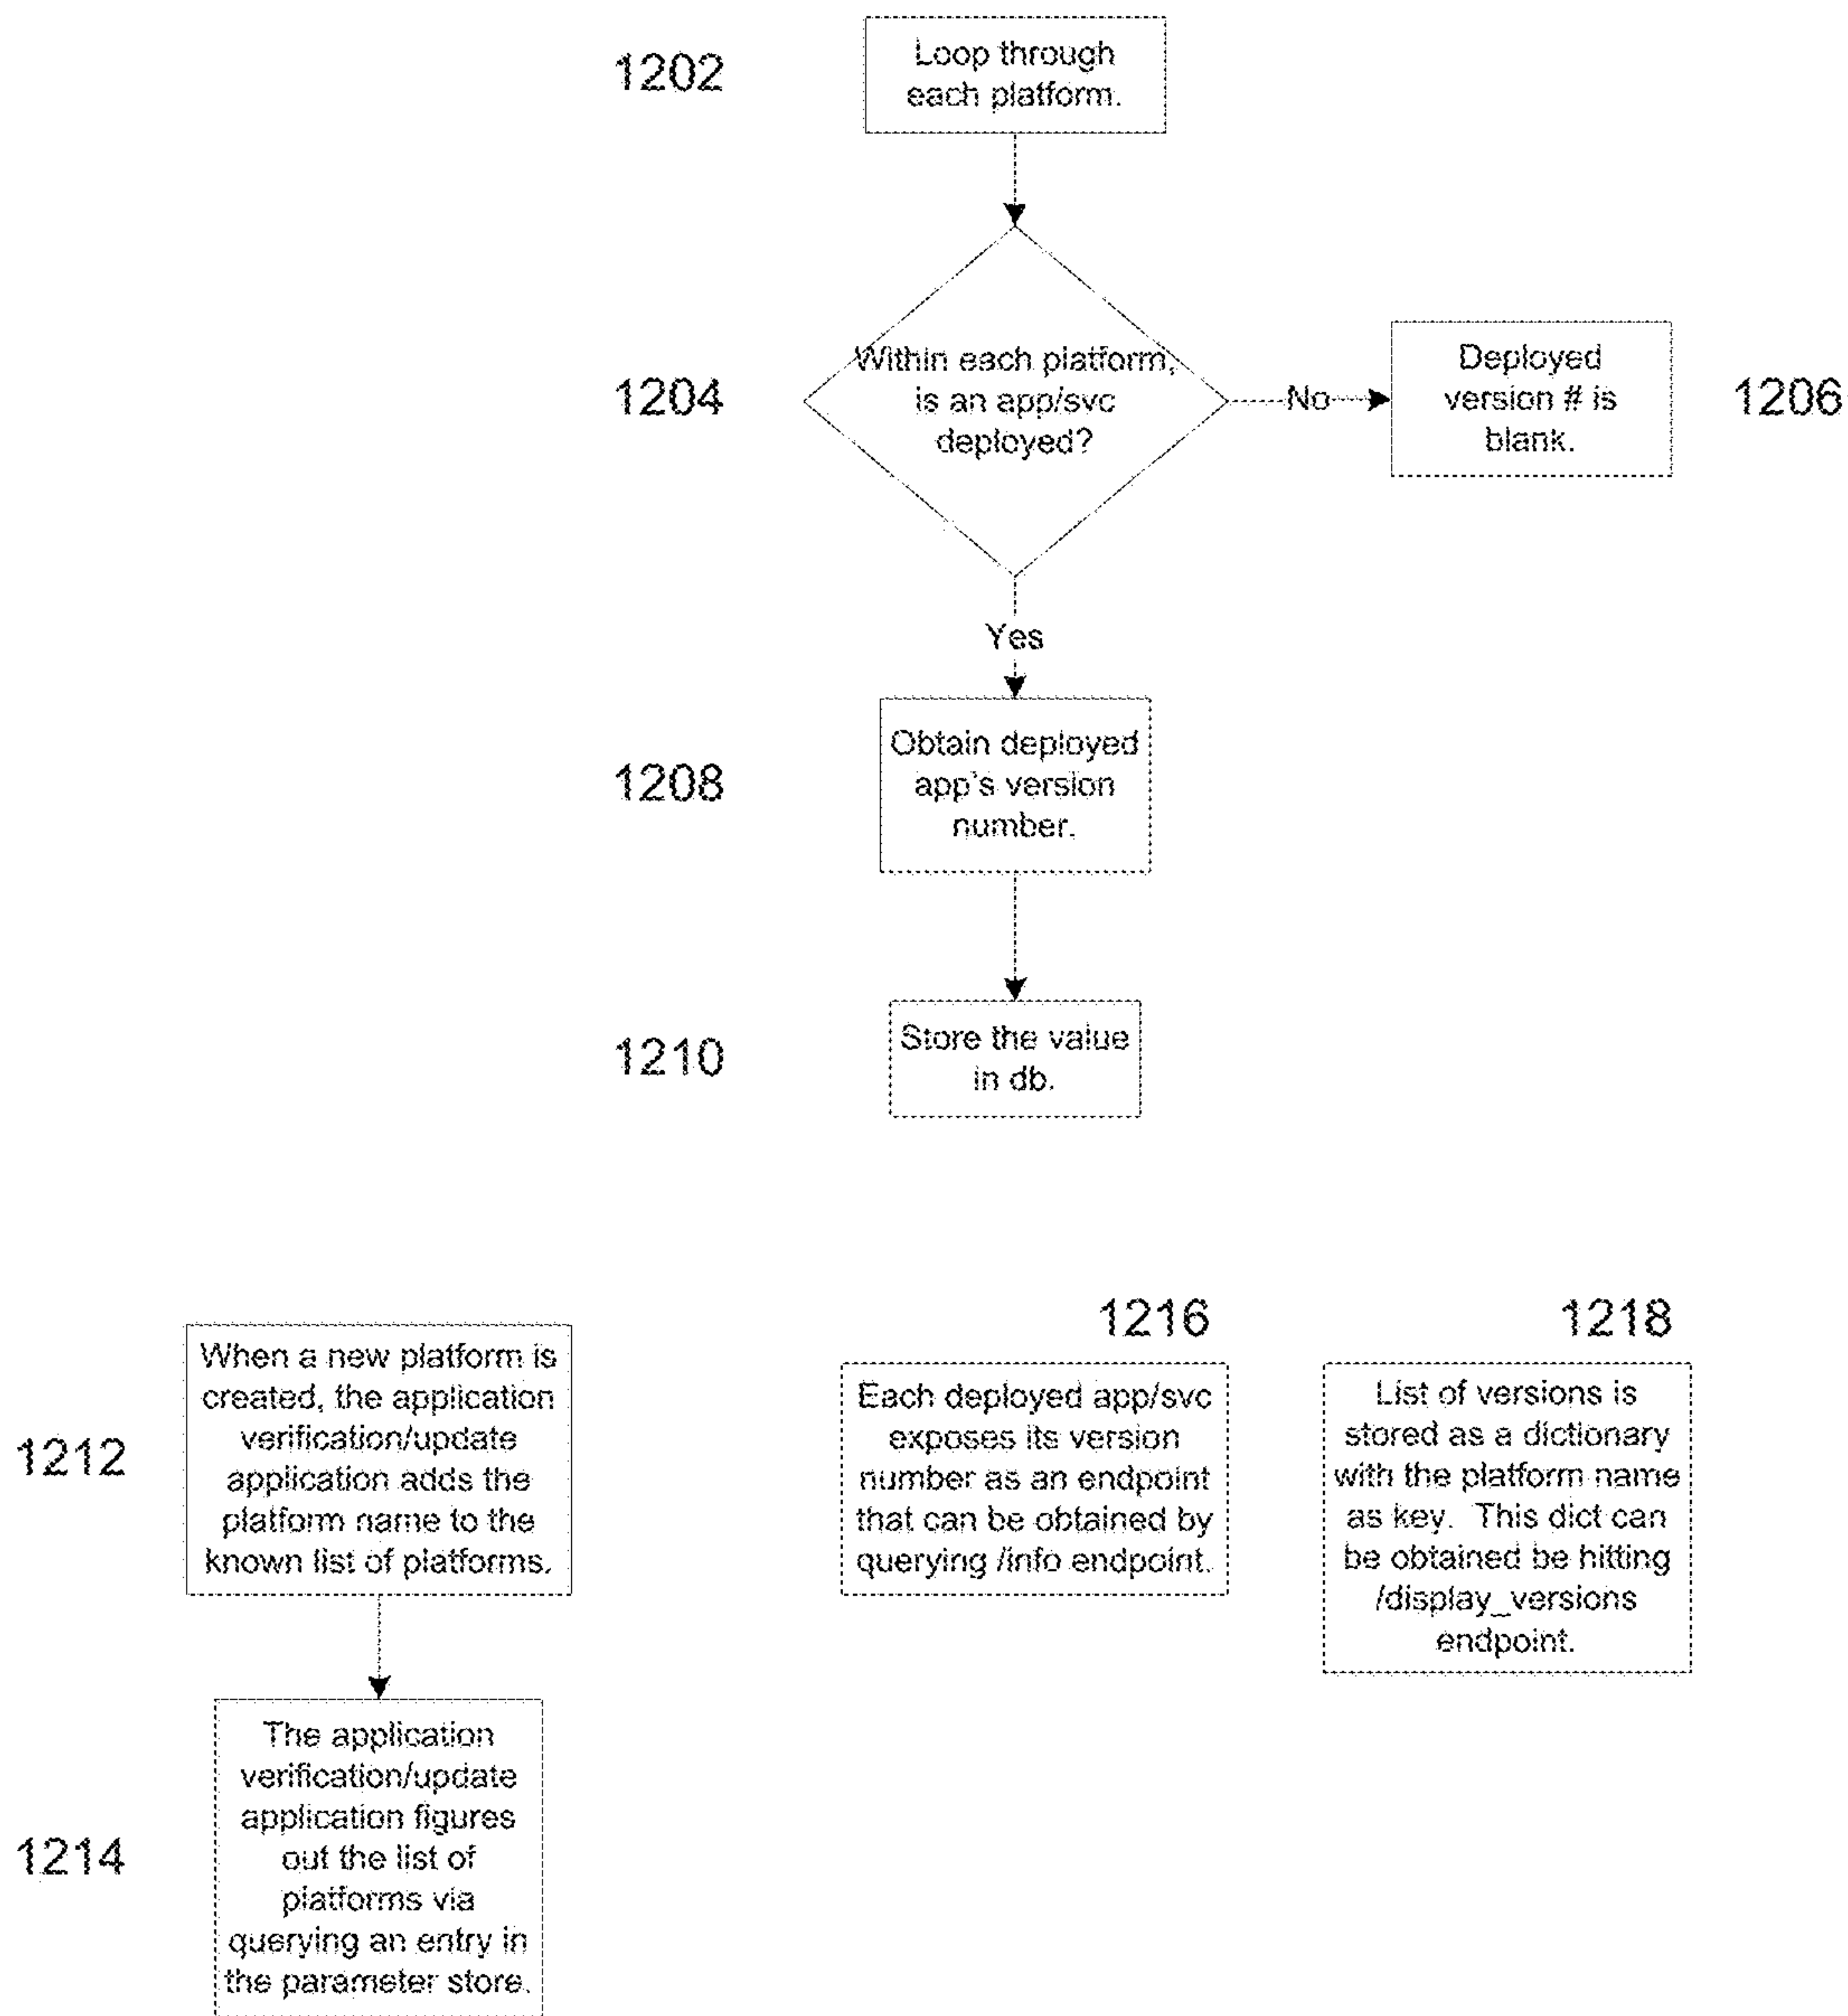 1202
Loop through
each platform.
1204
Within each platform,
is an app/svc
deployed?
No
Deployed
version # is
blank.
1206
Yes
1208
Obtain deployed
app's version
number.
1210
Store the value
in db.
1212
When a new platform is
created, the application
verification/update
application adds the
platform name to the
known list of platforms.
1214
The application
verification/update
application figures
out the list of
platforms via
querying an entry in
the parameter store.
1216
Each deployed app/svc
exposes its version
number as an endpoint
that can be obtained by
querying /info endpoint.
1218
List of versions is
stored as a dictionary
with the platform name
as key. This dict can
be obtained be hitting
/display_versions
endpoint.